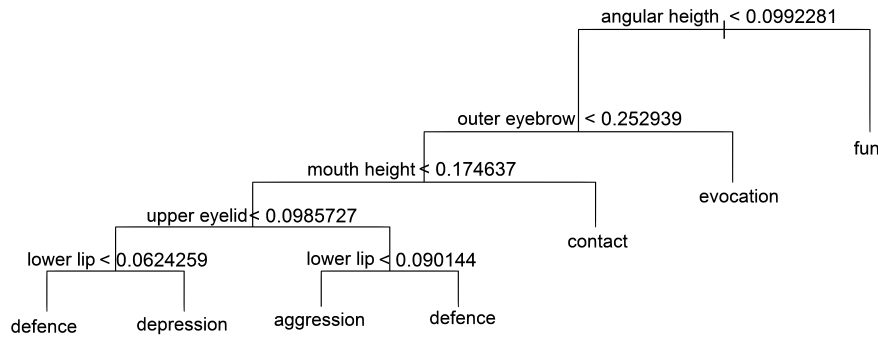 angular heigth < 0.0992281
outer eyebrow < 0.252939
fun
mouth height < 0.174637
evocation
upper eyelid < 0.0985727
contact
lower lip < 0.0624259
lower lip < 0.090144
defence
depression
aggression
defence